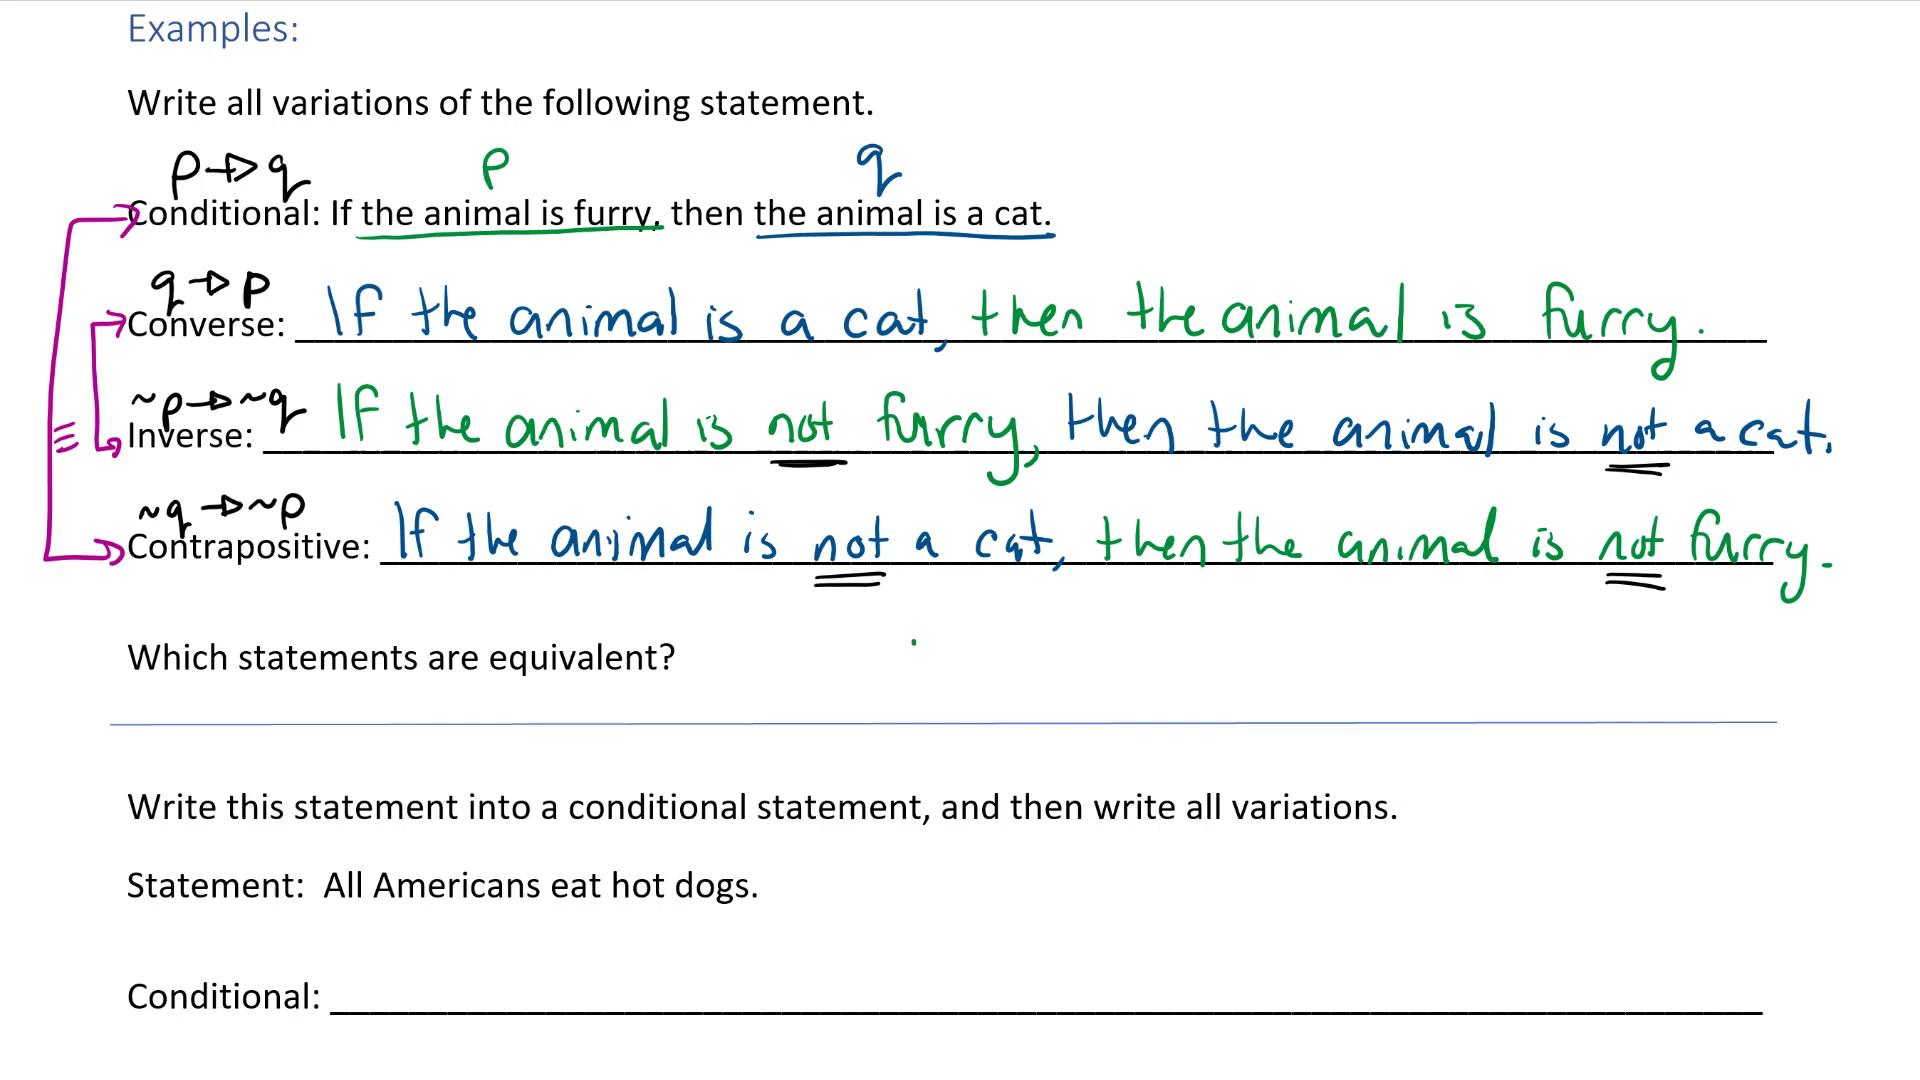 Examples:
Write all variations of the following statement.
p → q p q
Conditional: If the animal is furry, then the animal is a cat.
q → p
Converse: If the animal is a cat, then the animal is furry.
~p → ~q
Inverse: If the animal is not furry, then the animal is not a cat.
≡
~q → ~p
Contrapositive: If the animal is not a cat, then the animal is not furry.
Which statements are equivalent?
Write this statement into a conditional statement, and then write all variations.
Statement: All Americans eat hot dogs.
Conditional: